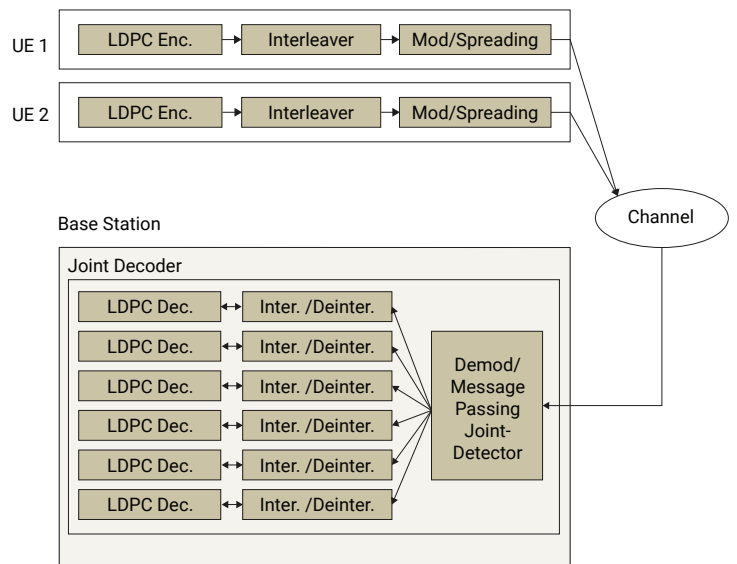 UE 1
LDPC Enc.
Interleaver
Mod/Spreading
UE 2
LDPC Enc.
Interleaver
Mod/Spreading
Channel
Base Station
Joint Decoder
LDPC Dec.
Inter. /Deinter.
LDPC Dec.
Inter. /Deinter.
LDPC Dec.
Inter. /Deinter.
LDPC Dec.
Inter. /Deinter.
LDPC Dec.
Inter. /Deinter.
LDPC Dec.
Inter. /Deinter.
Demod/
Message
Passing
Joint-
Detector